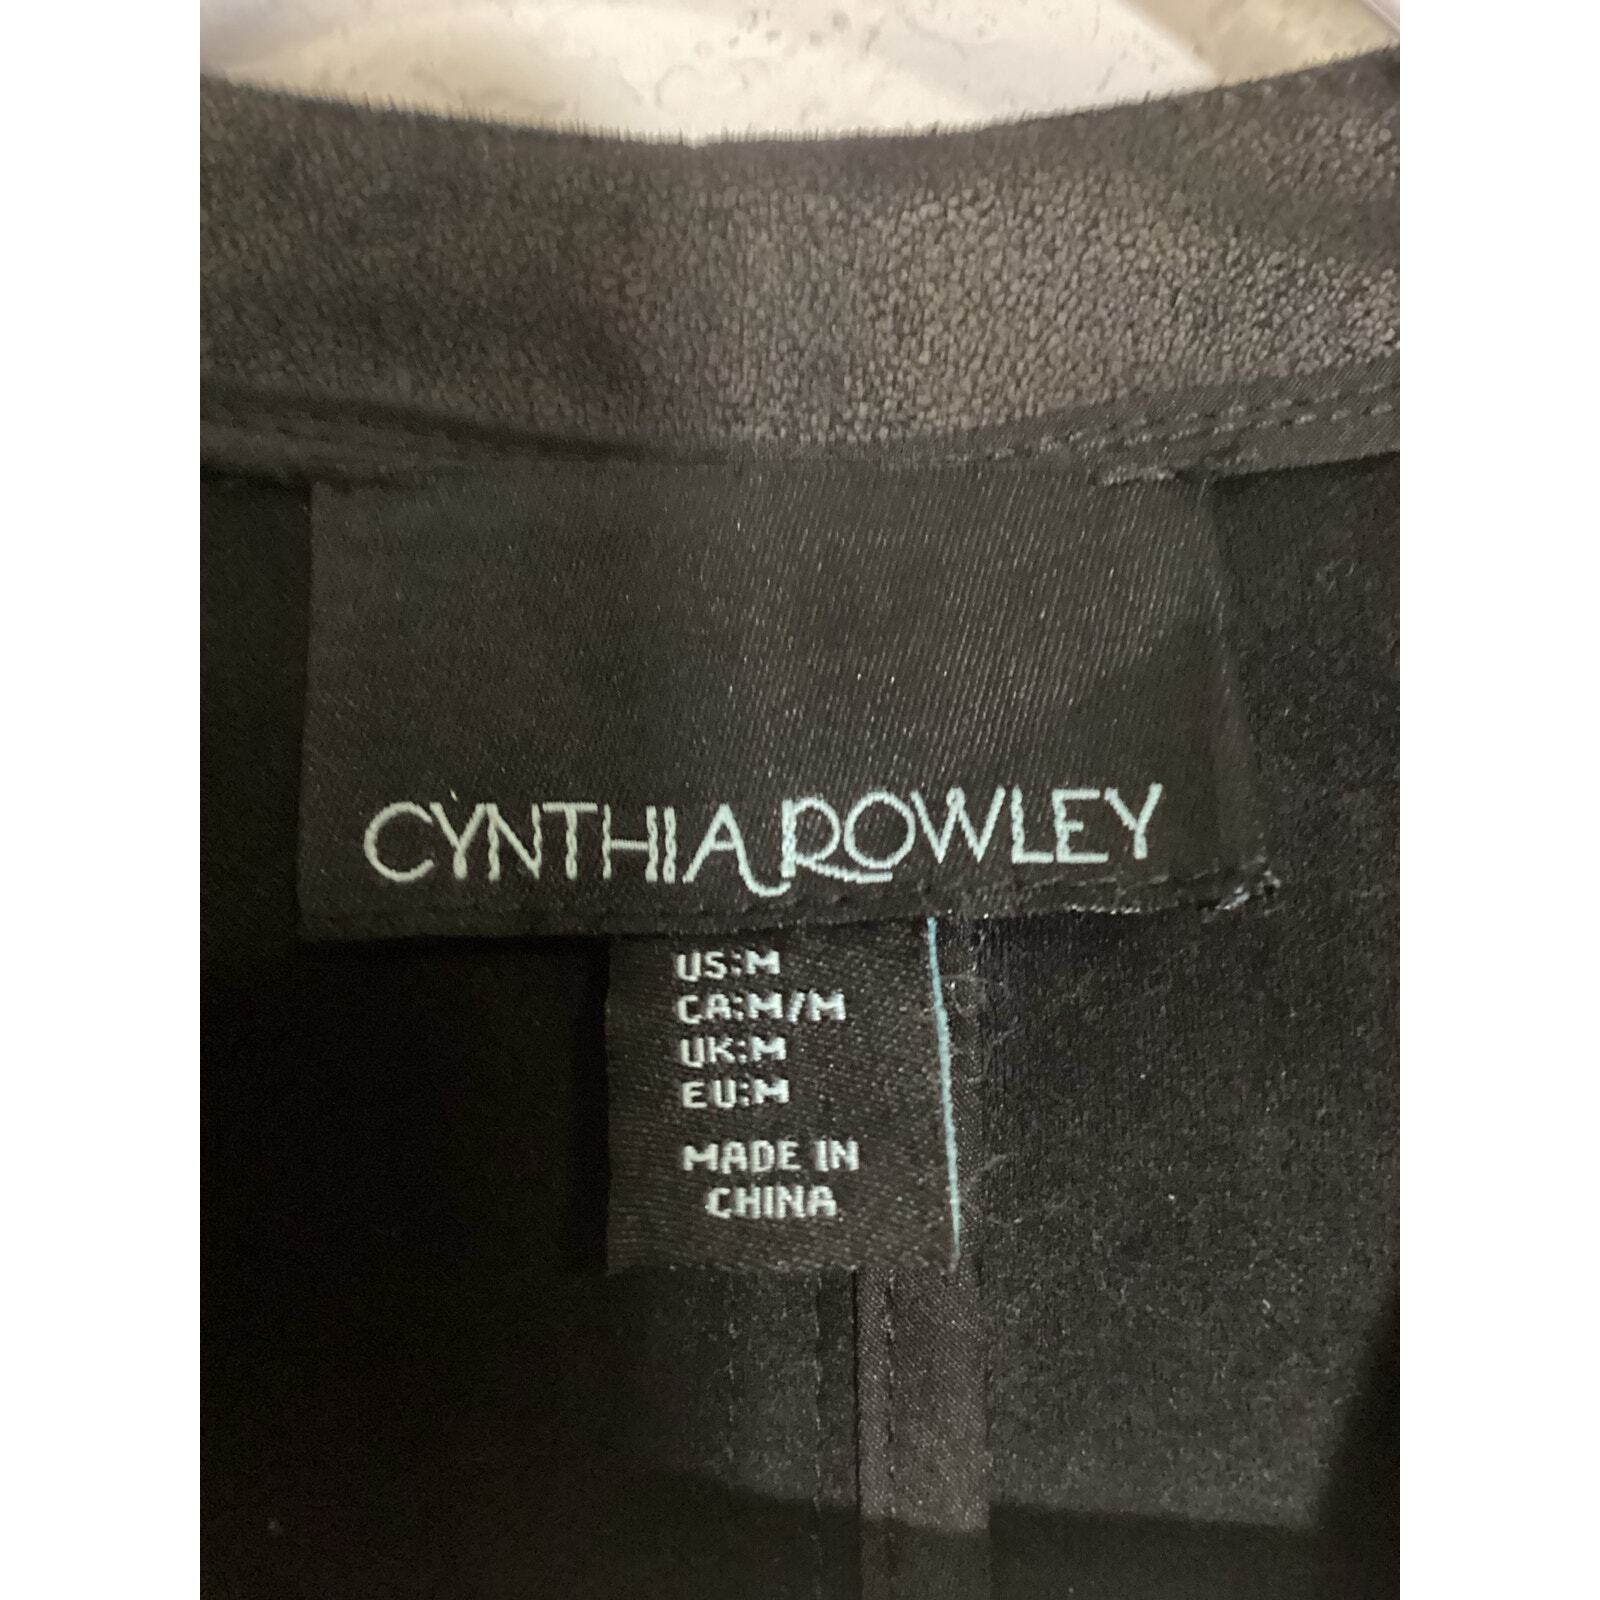 CYNTHIA ROWLEY
US:M
CA:M/M
UK:M
EU:M
MADE IN
CHINA